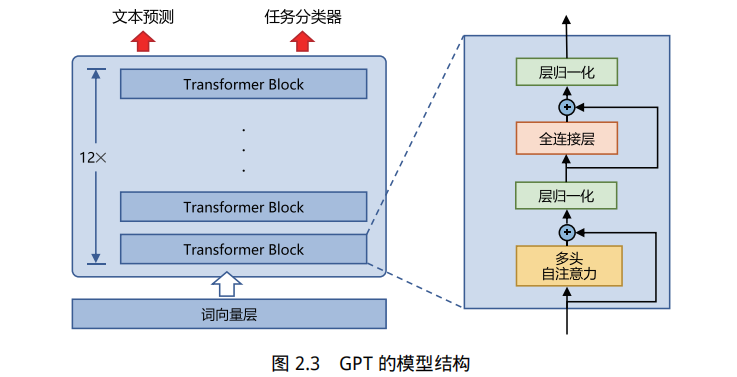 文本预测
任务分类器
Transformer Block
12×
Transformer Block
Transformer Block
词向量层
层归一化
全连接层
层归一化
多头
自注意力
图 2.3 GPT 的模型结构